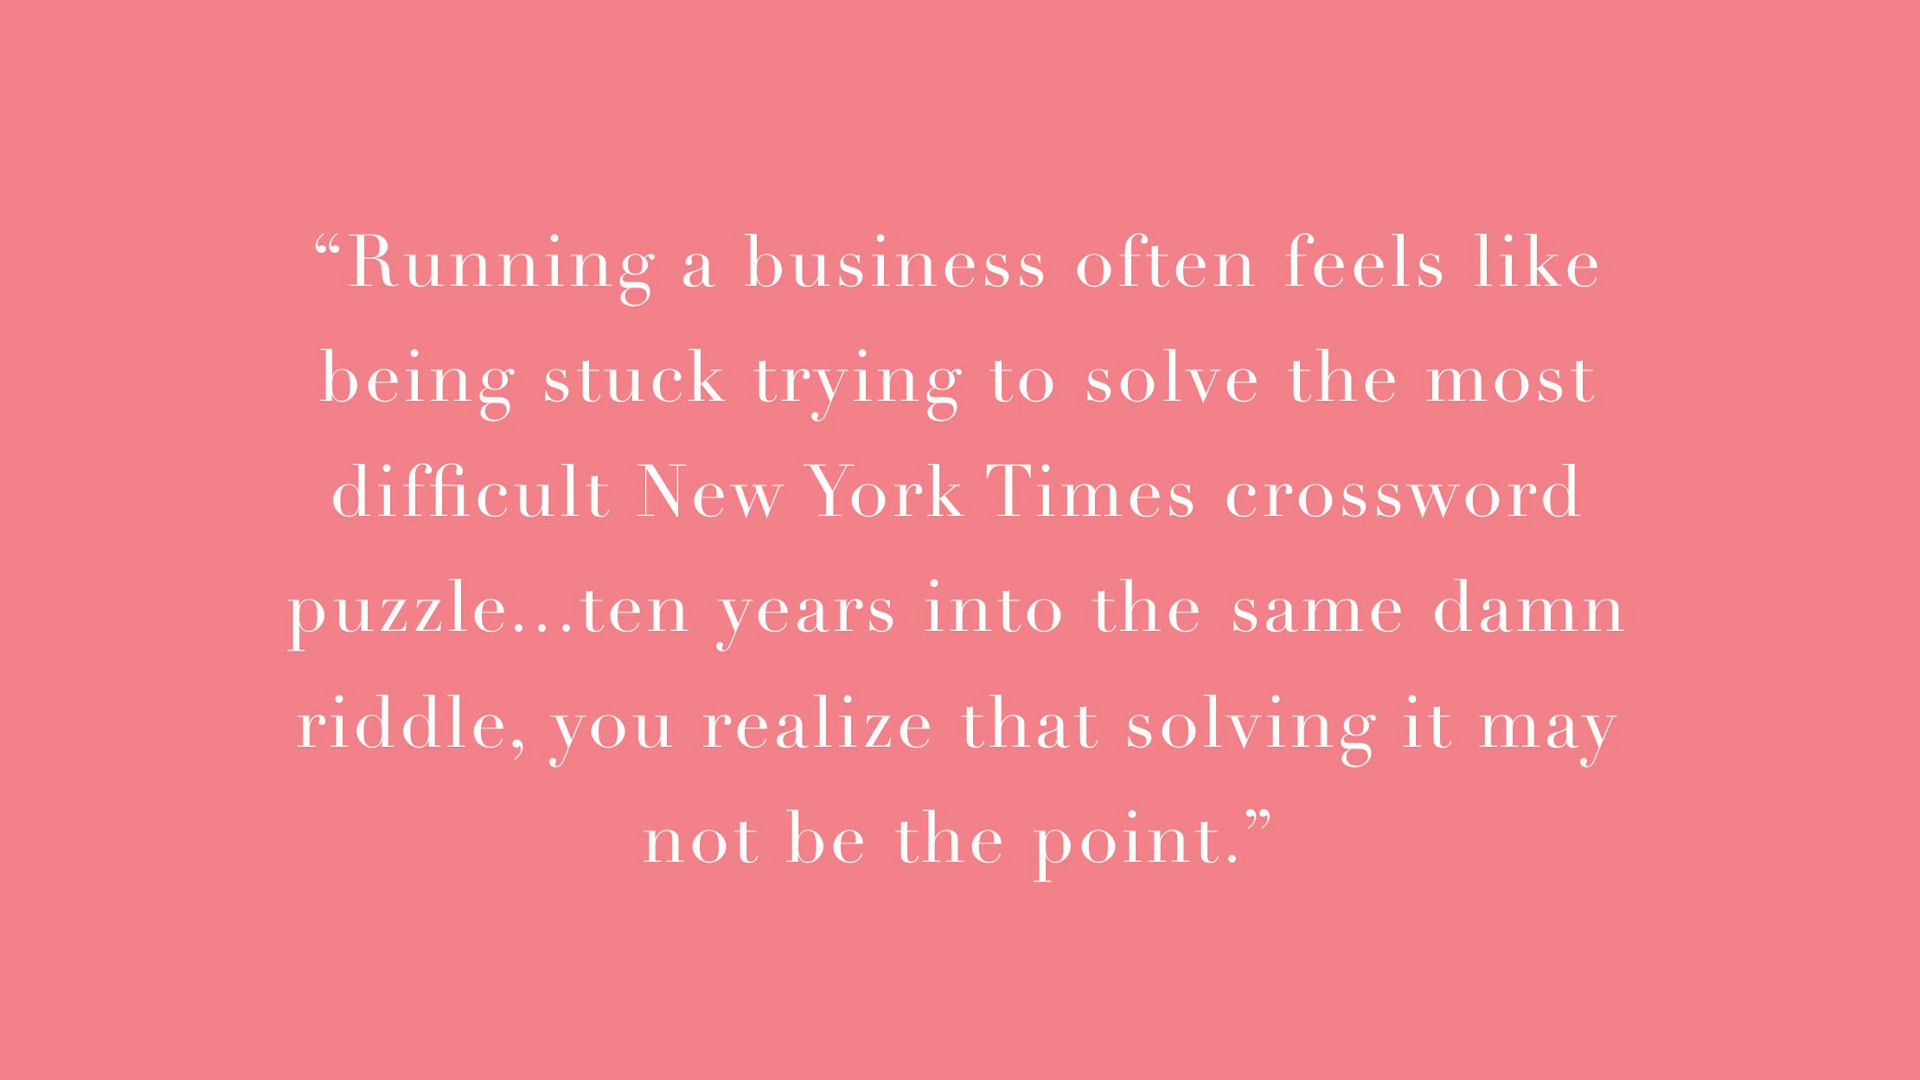 “Running a business often feels like
being stuck trying to solve the most
difficult New York Times crossword
puzzle...ten years into the same damn
riddle, you realize that solving it may
not be the point.”